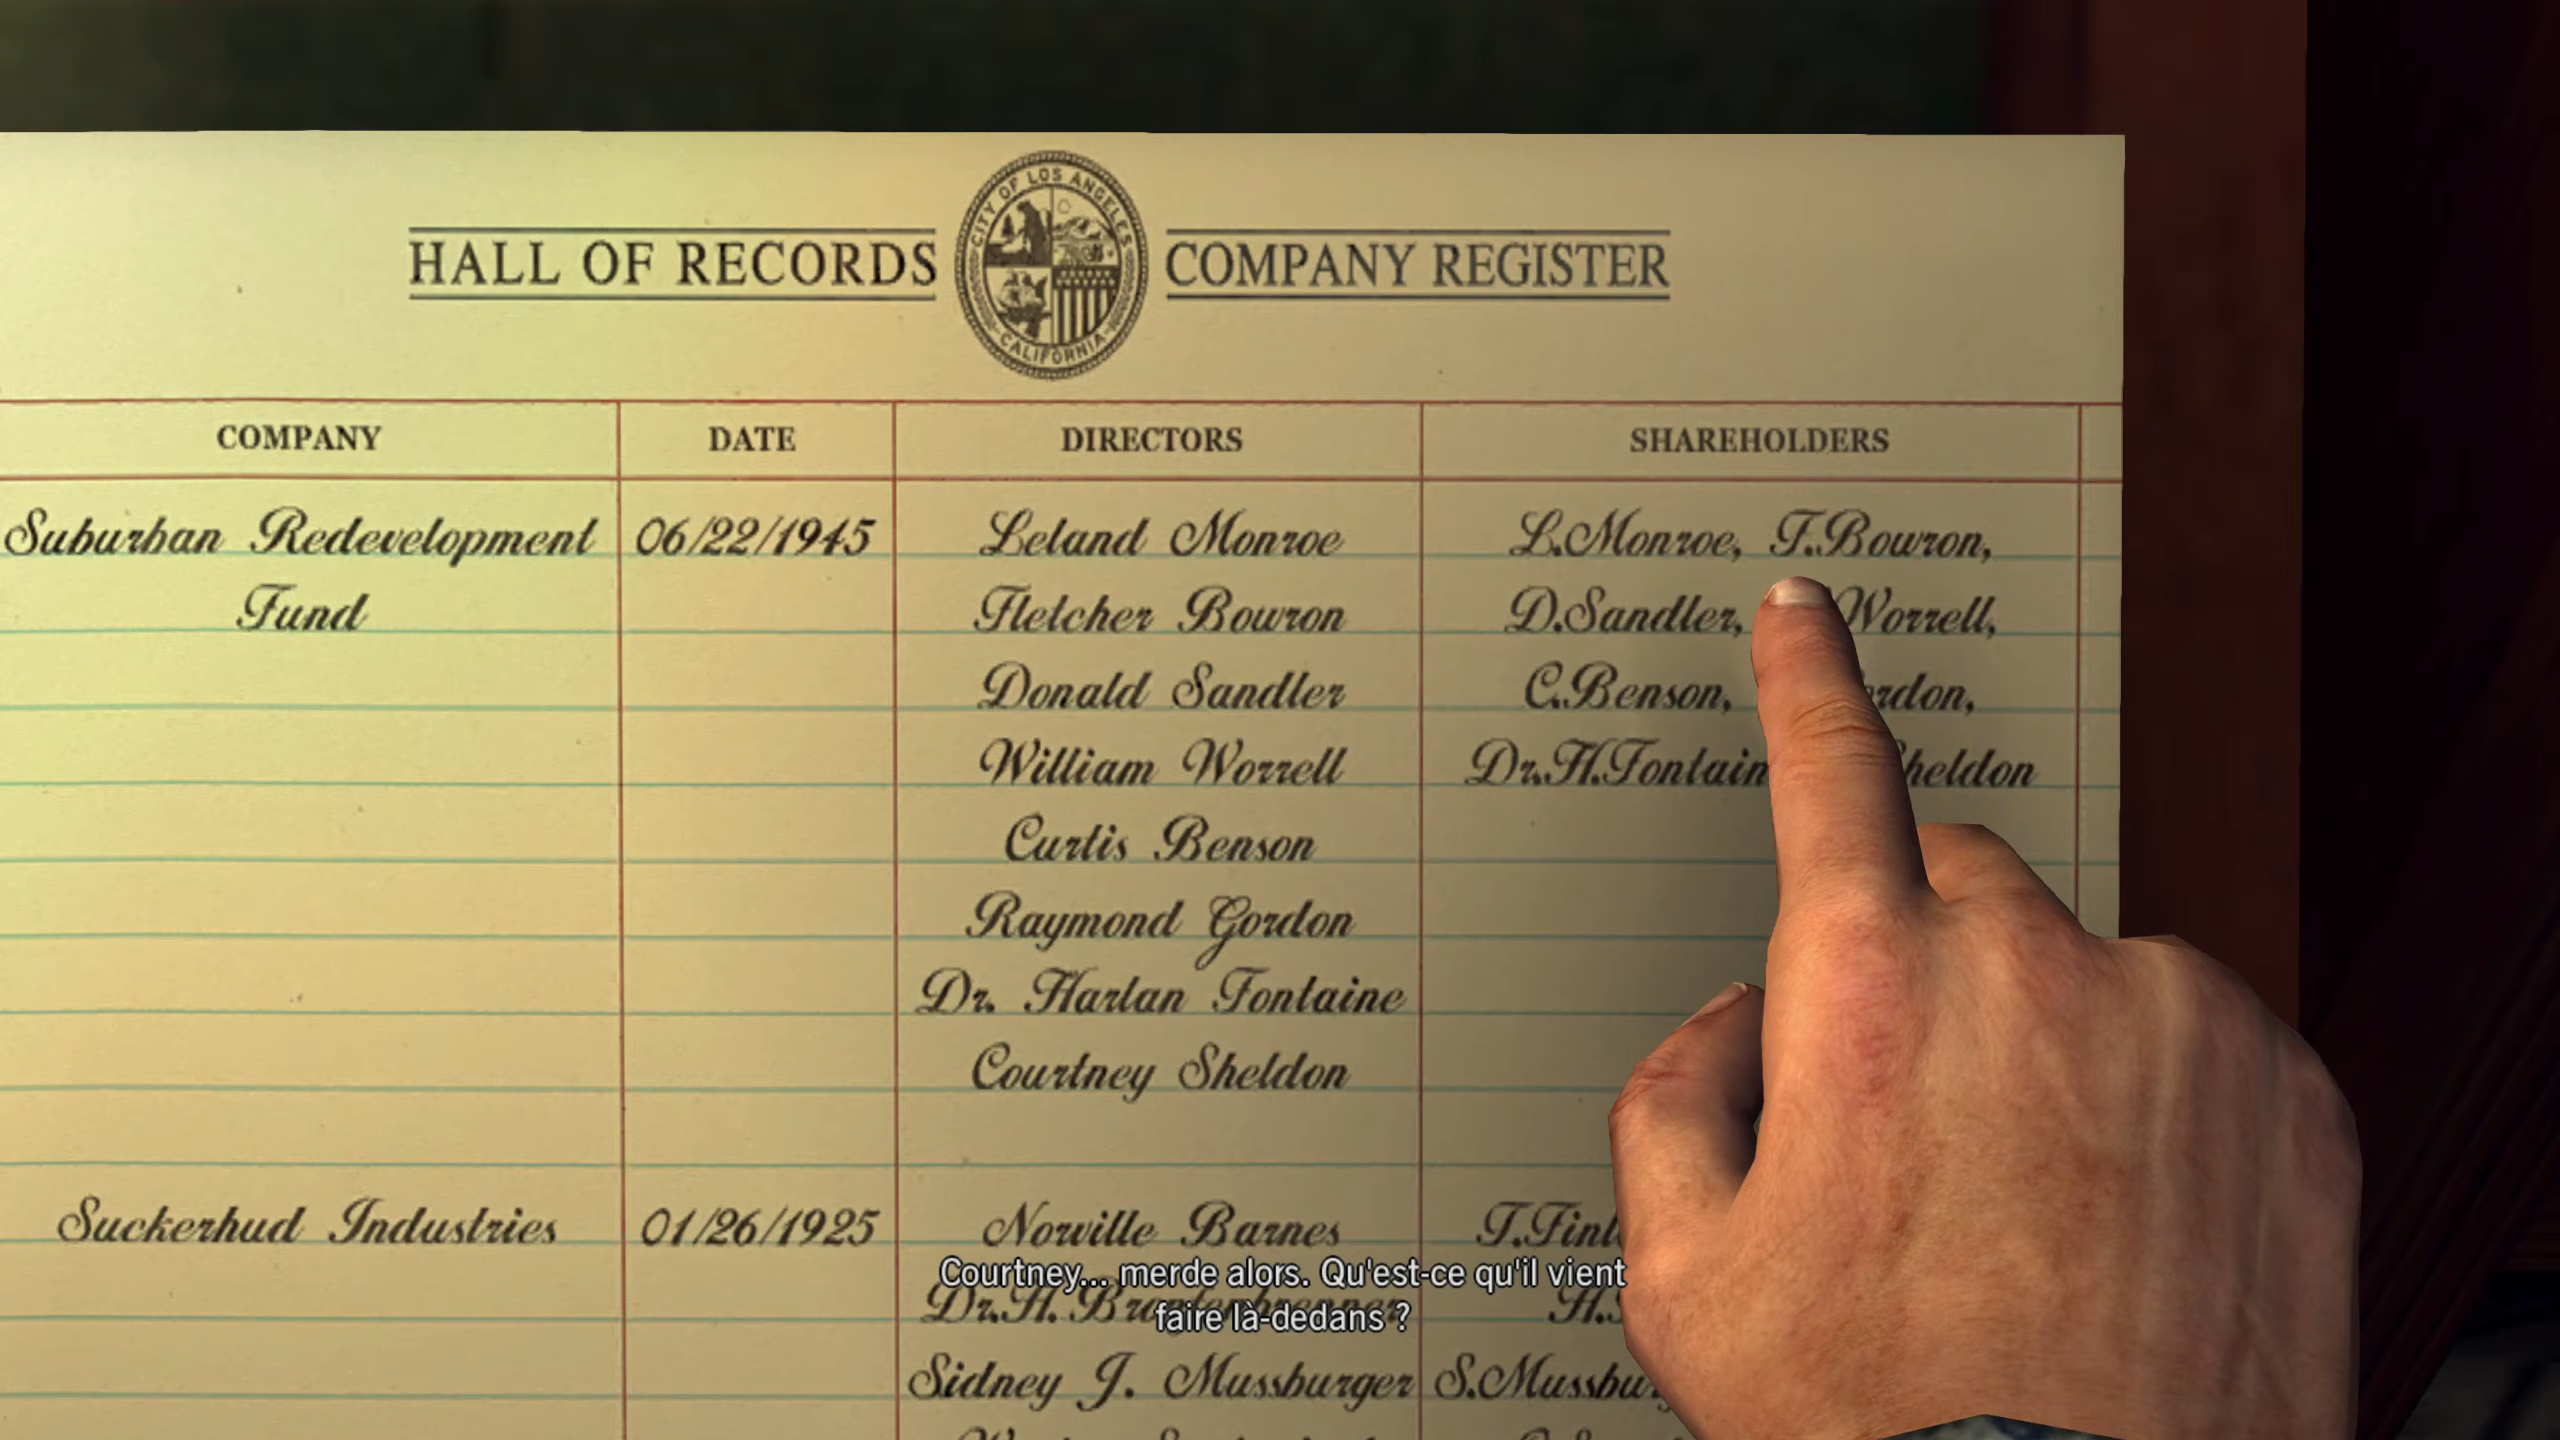 CITY OF LOS ANGELES
CALIFORNIA
HALL OF RECORDS COMPANY REGISTER
COMPANY DATE DIRECTORS SHAREHOLDERS
Suburban Redevelopment 06/22/1945 Leland Monroe L.Monroe, F.Bowron,
Fund Fletcher Bowron D.Sandler, Worrell,
Donald Sandler C.Benson,
William Worrell Dr.H.Fontain
Curtis Benson
Raymond Gordon
Dr. Harlan Fontaine
Courtney Sheldon
Suckerhud Industries 01/26/1925 Norville Barnes
Courtney... merde alors. Qu'est-ce qu'il vient
faire là-dedans ?
Dr.H.
Sidney J. Mussburger